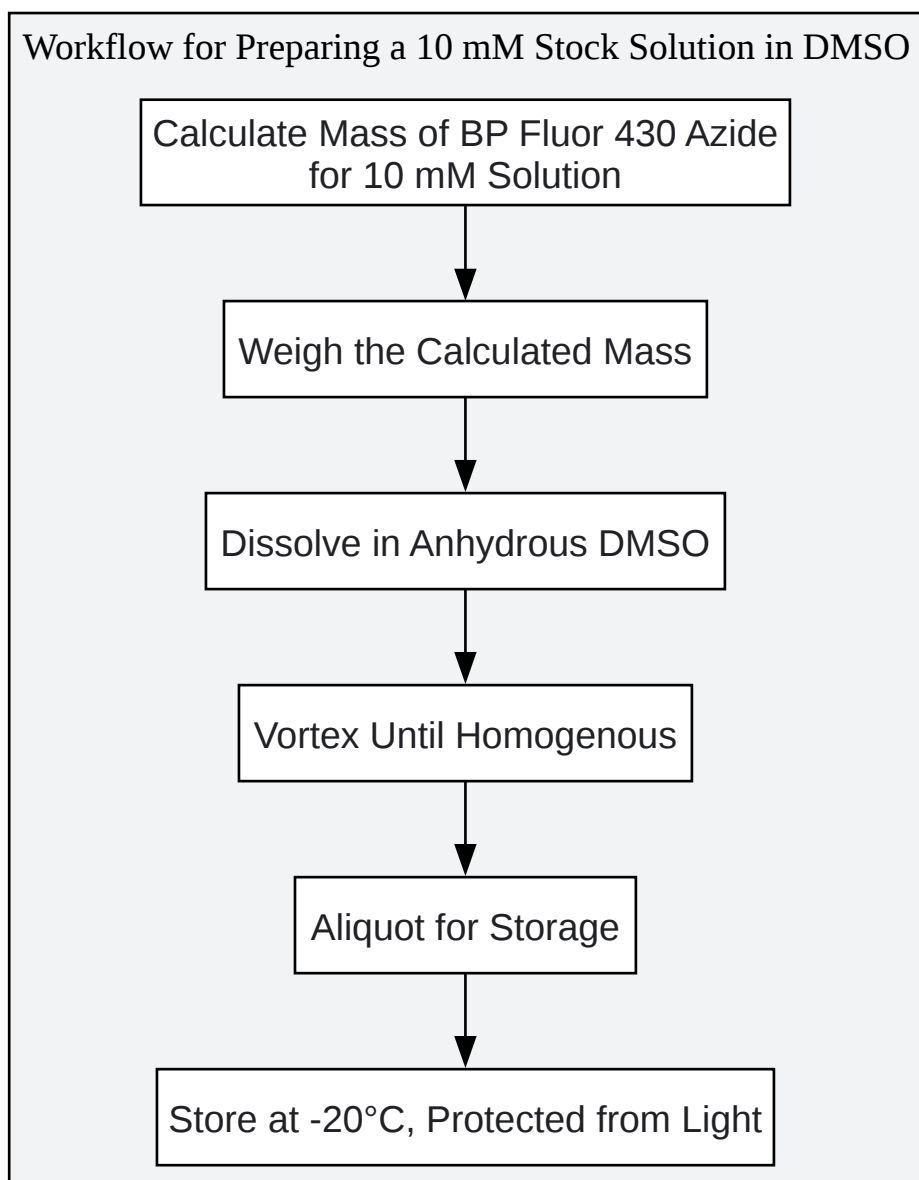 Workflow for Preparing a 10 mM Stock Solution in DMSO
Calculate Mass of BP Fluor 430 Azide
for 10 mM Solution
Weigh the Calculated Mass
Dissolve in Anhydrous DMSO
Vortex Until Homogenous
Aliquot for Storage
Store at -20°C, Protected from Light